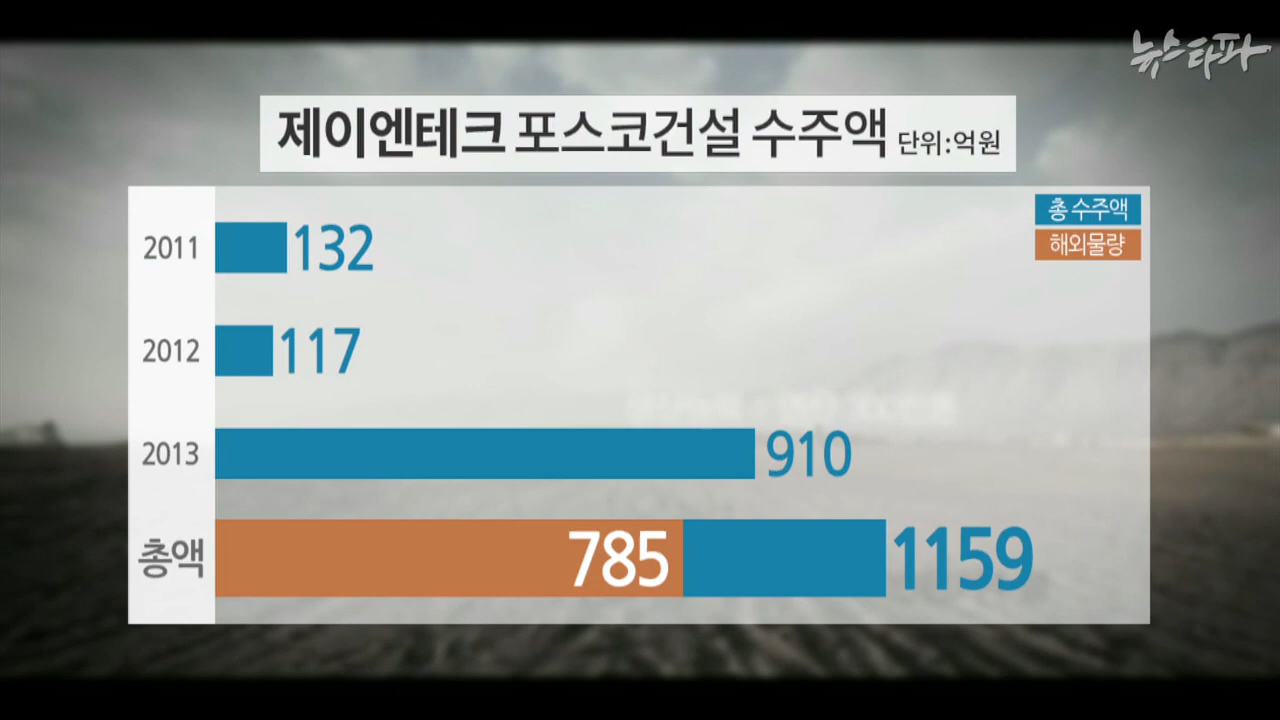 뉴스타파
제이엔테크 포스코건설 수주액 단위:억원
총 수주액
해외물량
2011 132
2012 117
2013 910
총액 785 1159